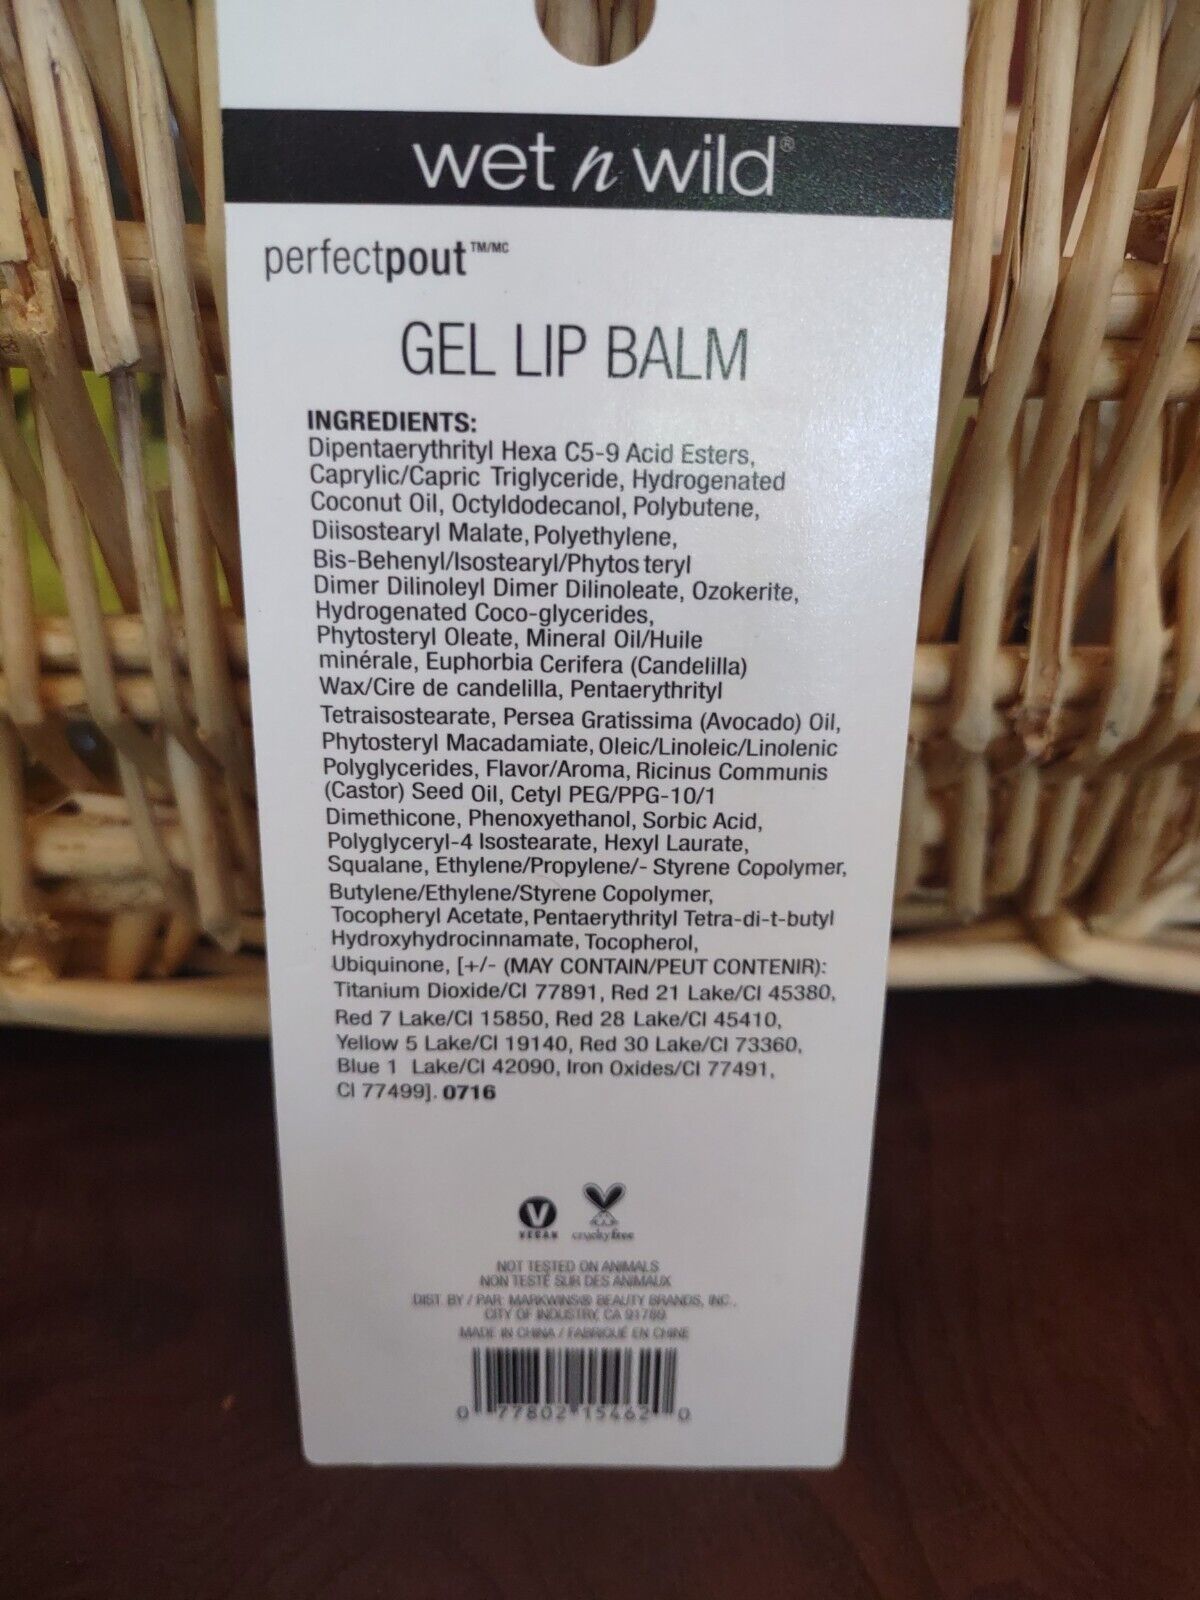 wet n wild®
perfectpout™/MC
GEL LIP BALM
INGREDIENTS:
Dipentaerythrityl Hexa C5-9 Acid Esters,
Caprylic/Capric Triglyceride, Hydrogenated
Coconut Oil, Octyldodecanol, Polybutene,
Diisostearyl Malate, Polyethylene,
Bis-Behenyl/Isostearyl/Phytos teryl
Dimer Dilinoleyl Dimer Dilinoleate, Ozokerite,
Hydrogenated Coco-glycerides,
Phytosteryl Oleate, Mineral Oil/Huile
minérale, Euphorbia Cerifera (Candelilla)
Wax/Cire de candelilla, Pentaerythrityl
Tetraisostearate, Persea Gratissima (Avocado) Oil,
Phytosteryl Macadamiate, Oleic/Linoleic/Linolenic
Polyglycerides, Flavor/Aroma, Ricinus Communis
(Castor) Seed Oil, Cetyl PEG/PPG-10/1
Dimethicone, Phenoxyethanol, Sorbic Acid,
Polyglyceryl-4 Isostearate, Hexyl Laurate,
Squalane, Ethylene/Propylene/- Styrene Copolymer,
Butylene/Ethylene/Styrene Copolymer,
Tocopheryl Acetate, Pentaerythrityl Tetra-di-t-butyl
Hydroxyhydrocinnamate, Tocopherol,
Ubiquinone, [+/- (MAY CONTAIN/PEUT CONTENIR):
Titanium Dioxide/CI 77891, Red 21 Lake/CI 45380,
Red 7 Lake/CI 15850, Red 28 Lake/CI 45410,
Yellow 5 Lake/CI 19140, Red 30 Lake/CI 73360,
Blue 1 Lake/CI 42090, Iron Oxides/CI 77491,
CI 77499]. 0716
V
VEGAN crueltyfree
NOT TESTED ON ANIMALS
NON TESTÉ SUR DES ANIMAUX
DIST. BY / PAR: MARKWINS® BEAUTY BRANDS, INC.,
CITY OF INDUSTRY, CA 91789
MADE IN CHINA / FABRIQUÉ EN CHINE
0 77802 15462 0